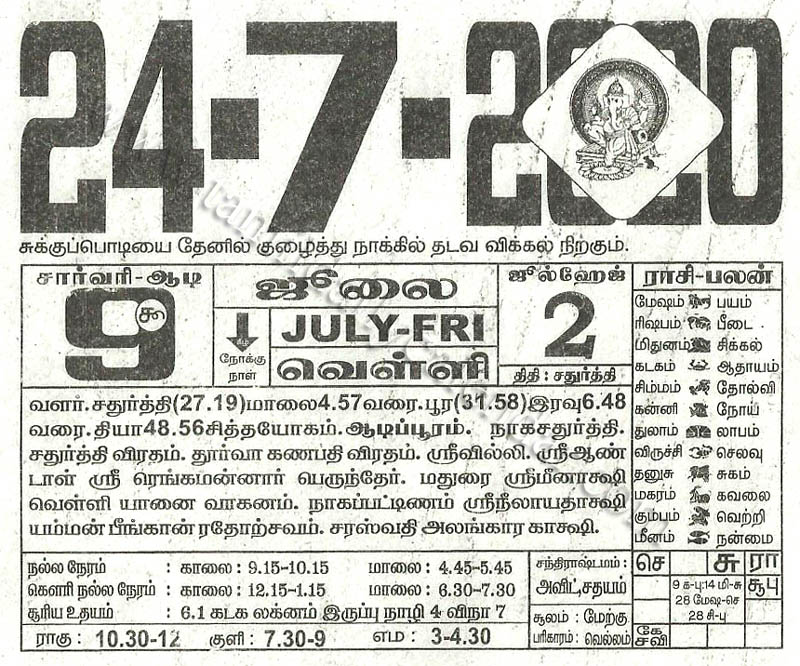 24-7-2020
சுக்குப்பொடியை தேனில் குழைத்து நாக்கில் தடவ விக்கல் நிற்கும்.
சார்வரி-ஆடி
9
கூ
ஜூலை
கீழ்
நோக்கு
நாள்
JULY-FRI
வெள்ளி
ஜுல்ஹேஜ்
2
திதி : சதுர்த்தி
வளர். சதுர்த்தி(27.19)மாலை4.57வரை.பூர(31.58)இரவு6.48
வரை.தியா48.56சித்தயோகம்.ஆடிப்பூரம். நாகசதுர்த்தி.
சதுர்த்தி விரதம். தூர்வா கணபதி விரதம். ஸ்ரீவில்லி. ஸ்ரீஆண்
டாள் ஸ்ரீ ரெங்கமன்னார் பெருந்தேர். மதுரை ஸ்ரீமீனாக்ஷி
வெள்ளி யானை வாகனம். நாகப்பட்டிணம் ஸ்ரீநீலாயதாக்ஷி
யம்மன் பீங்கான் ரதோற்சவம். சரஸ்வதி அலங்கார காக்ஷி.
ராசி-பலன்
மேஷம் பயம்
ரிஷபம் பீடை
மிதுனம் சிக்கல்
கடகம் ஆதாயம்
சிம்மம் தோல்வி
கன்னி நோய்
துலாம் லாபம்
விருச்சி செலவு
தனுசு சுகம்
மகரம் கவலை
கும்பம் வெற்றி
மீனம் நன்மை
நல்ல நேரம் : காலை: 9.15-10.15 மாலை: 4.45-5.45
கௌரி நல்ல நேரம் : காலை: 12.15-1.15 மாலை: 6.30-7.30
சூரிய உதயம் : 6.1 கடக லக்னம் இருப்பு நாழி 4 விநா 7
ராகு : 10.30-12 குளி : 7.30-9 எம : 3-4.30
சந்திராஷ்டமம் :
அவிட்,சதயம்
சூலம் : மேற்கு
பரிகாரம் : வெல்லம்
செ சு ரா
9 க-பு:14 மி-சு
28 மேஷ-செ
28 சி-பு
சூபு
கே
சவி